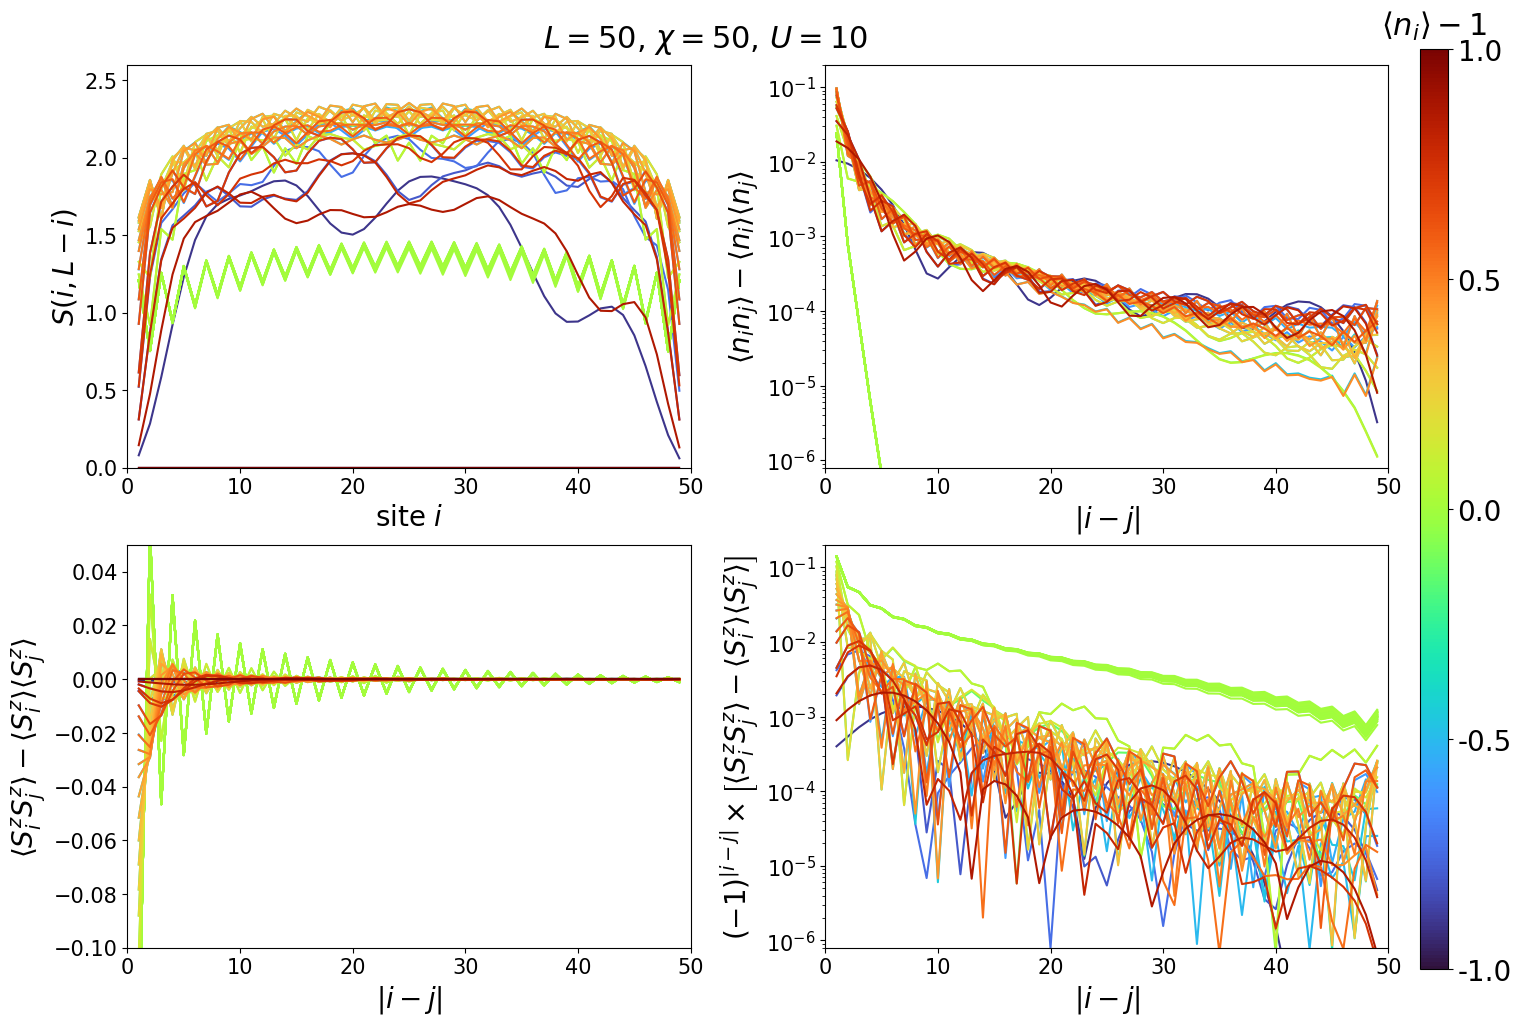 L = 50, χ = 50, U = 10
⟨n_i⟩ − 1
S(i, L − i)
2.5
2.0
1.5
1.0
0.5
0.0
0 10 20 30 40 50
site i
⟨n_i n_j⟩ − ⟨n_i⟩⟨n_j⟩
10^{-1}
10^{-2}
10^{-3}
10^{-4}
10^{-5}
10^{-6}
0 10 20 30 40 50
|i − j|
⟨S_i^z S_j^z⟩ − ⟨S_i^z⟩⟨S_j^z⟩
0.04
0.02
0.00
−0.02
−0.04
−0.06
−0.08
−0.10
0 10 20 30 40 50
|i − j|
(−1)^{|i−j|} × [⟨S_i^z S_j^z⟩ − ⟨S_i^z⟩⟨S_j^z⟩]
10^{-1}
10^{-2}
10^{-3}
10^{-4}
10^{-5}
10^{-6}
0 10 20 30 40 50
|i − j|
1.0
0.5
0.0
-0.5
-1.0